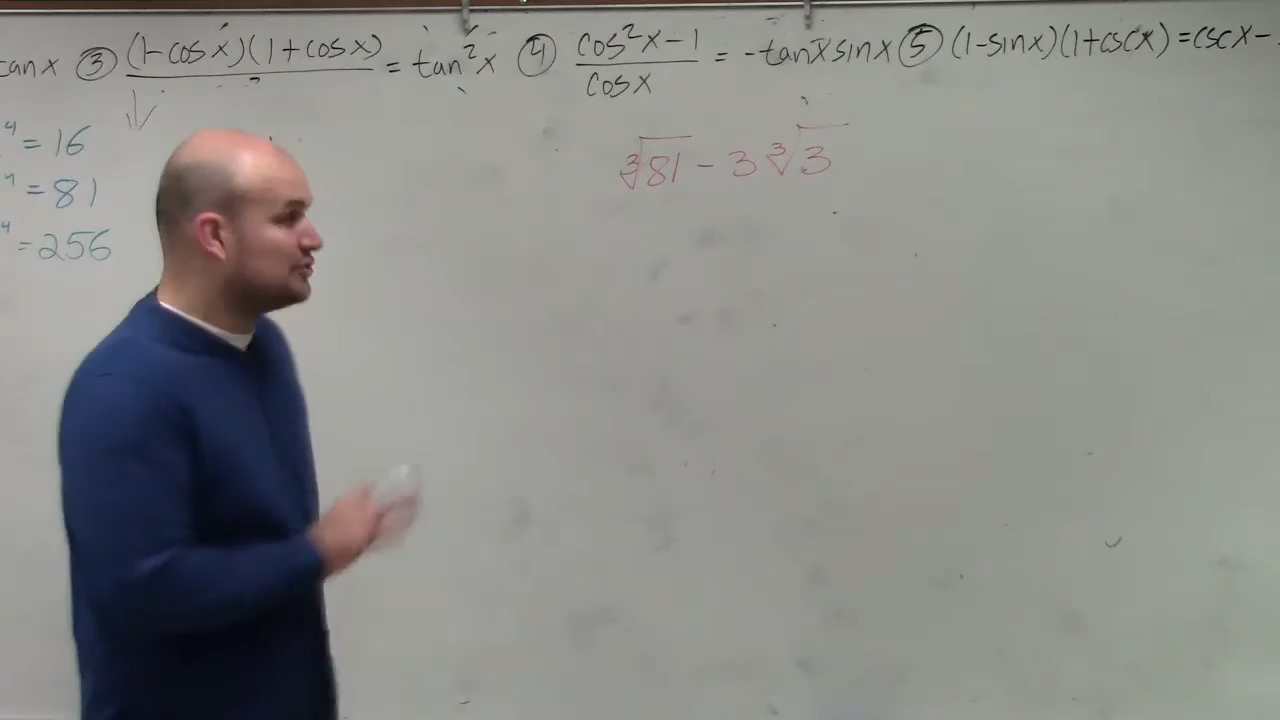 tan x ③ (1-cos x)(1+cos x) / 2 = tan²x ④ cos²x-1 / cos x = -tan x sin x ⑤ (1-sin x)(1+csc x) = csc x -
⁴ = 16
⁴ = 81
⁴ = 256
∛81 - 3 ∛3